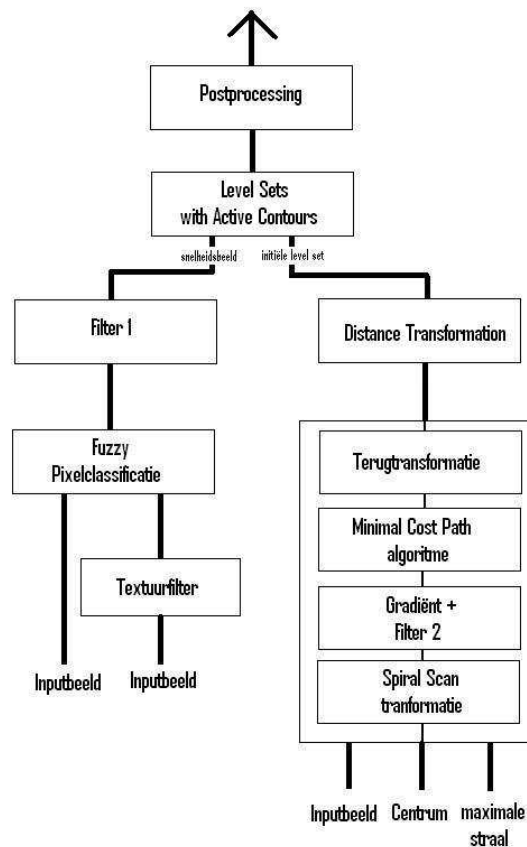 Postprocessing
Level Sets
with Active Contours
snelheidsbeeld
initiële level set
Filter 1
Distance Transformation
Fuzzy
Pixelclassificatie
Terugtransformatie
Minimal Cost Path
algoritme
Textuurfilter
Gradiënt +
Filter 2
Spiral Scan
tranformatie
Inputbeeld
Inputbeeld
Inputbeeld
Centrum
maximale
straal